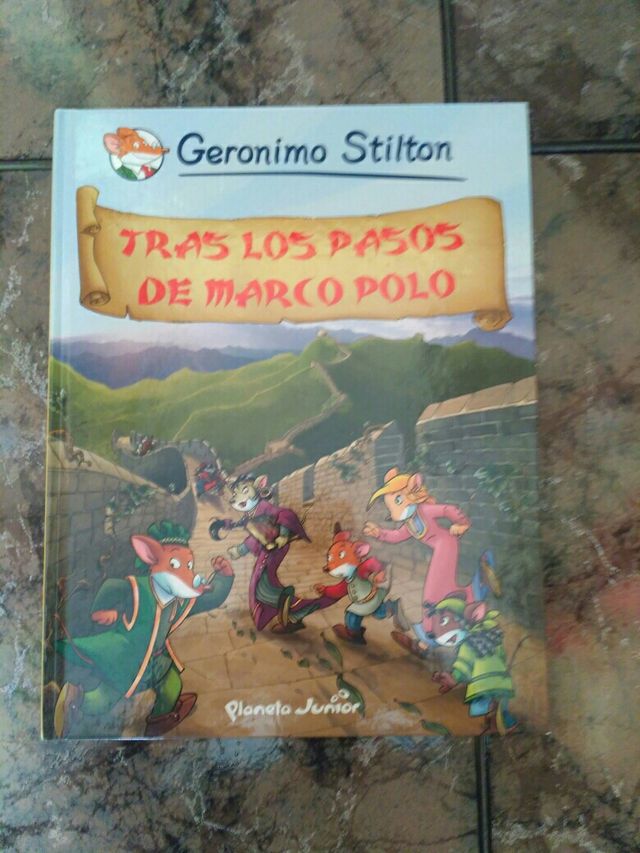 Geronimo Stilton
TRAS LOS PASOS
DE MARCO POLO
Planeta Junior